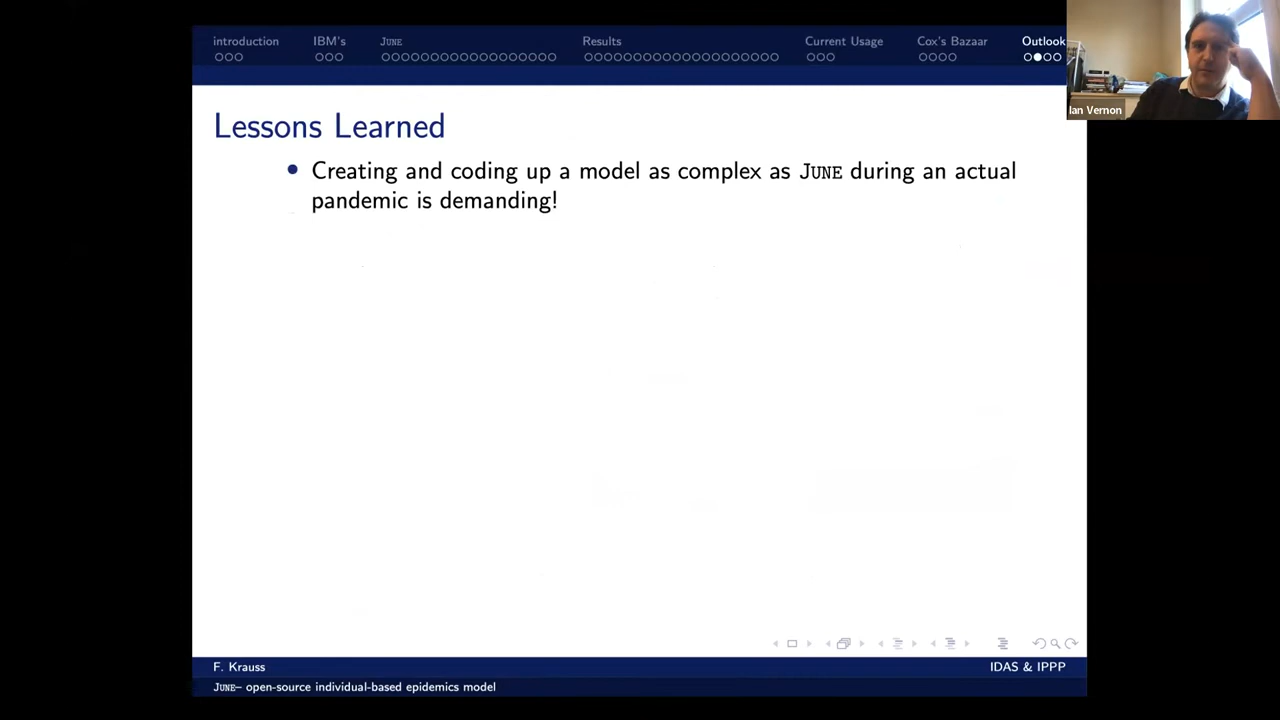 introduction IBM's JUNE Results Current Usage Cox's Bazaar Outlook
Ian Vernon
Lessons Learned
• Creating and coding up a model as complex as JUNE during an actual
pandemic is demanding!
F. Krauss IDAS & IPPP
JUNE– open-source individual-based epidemics model